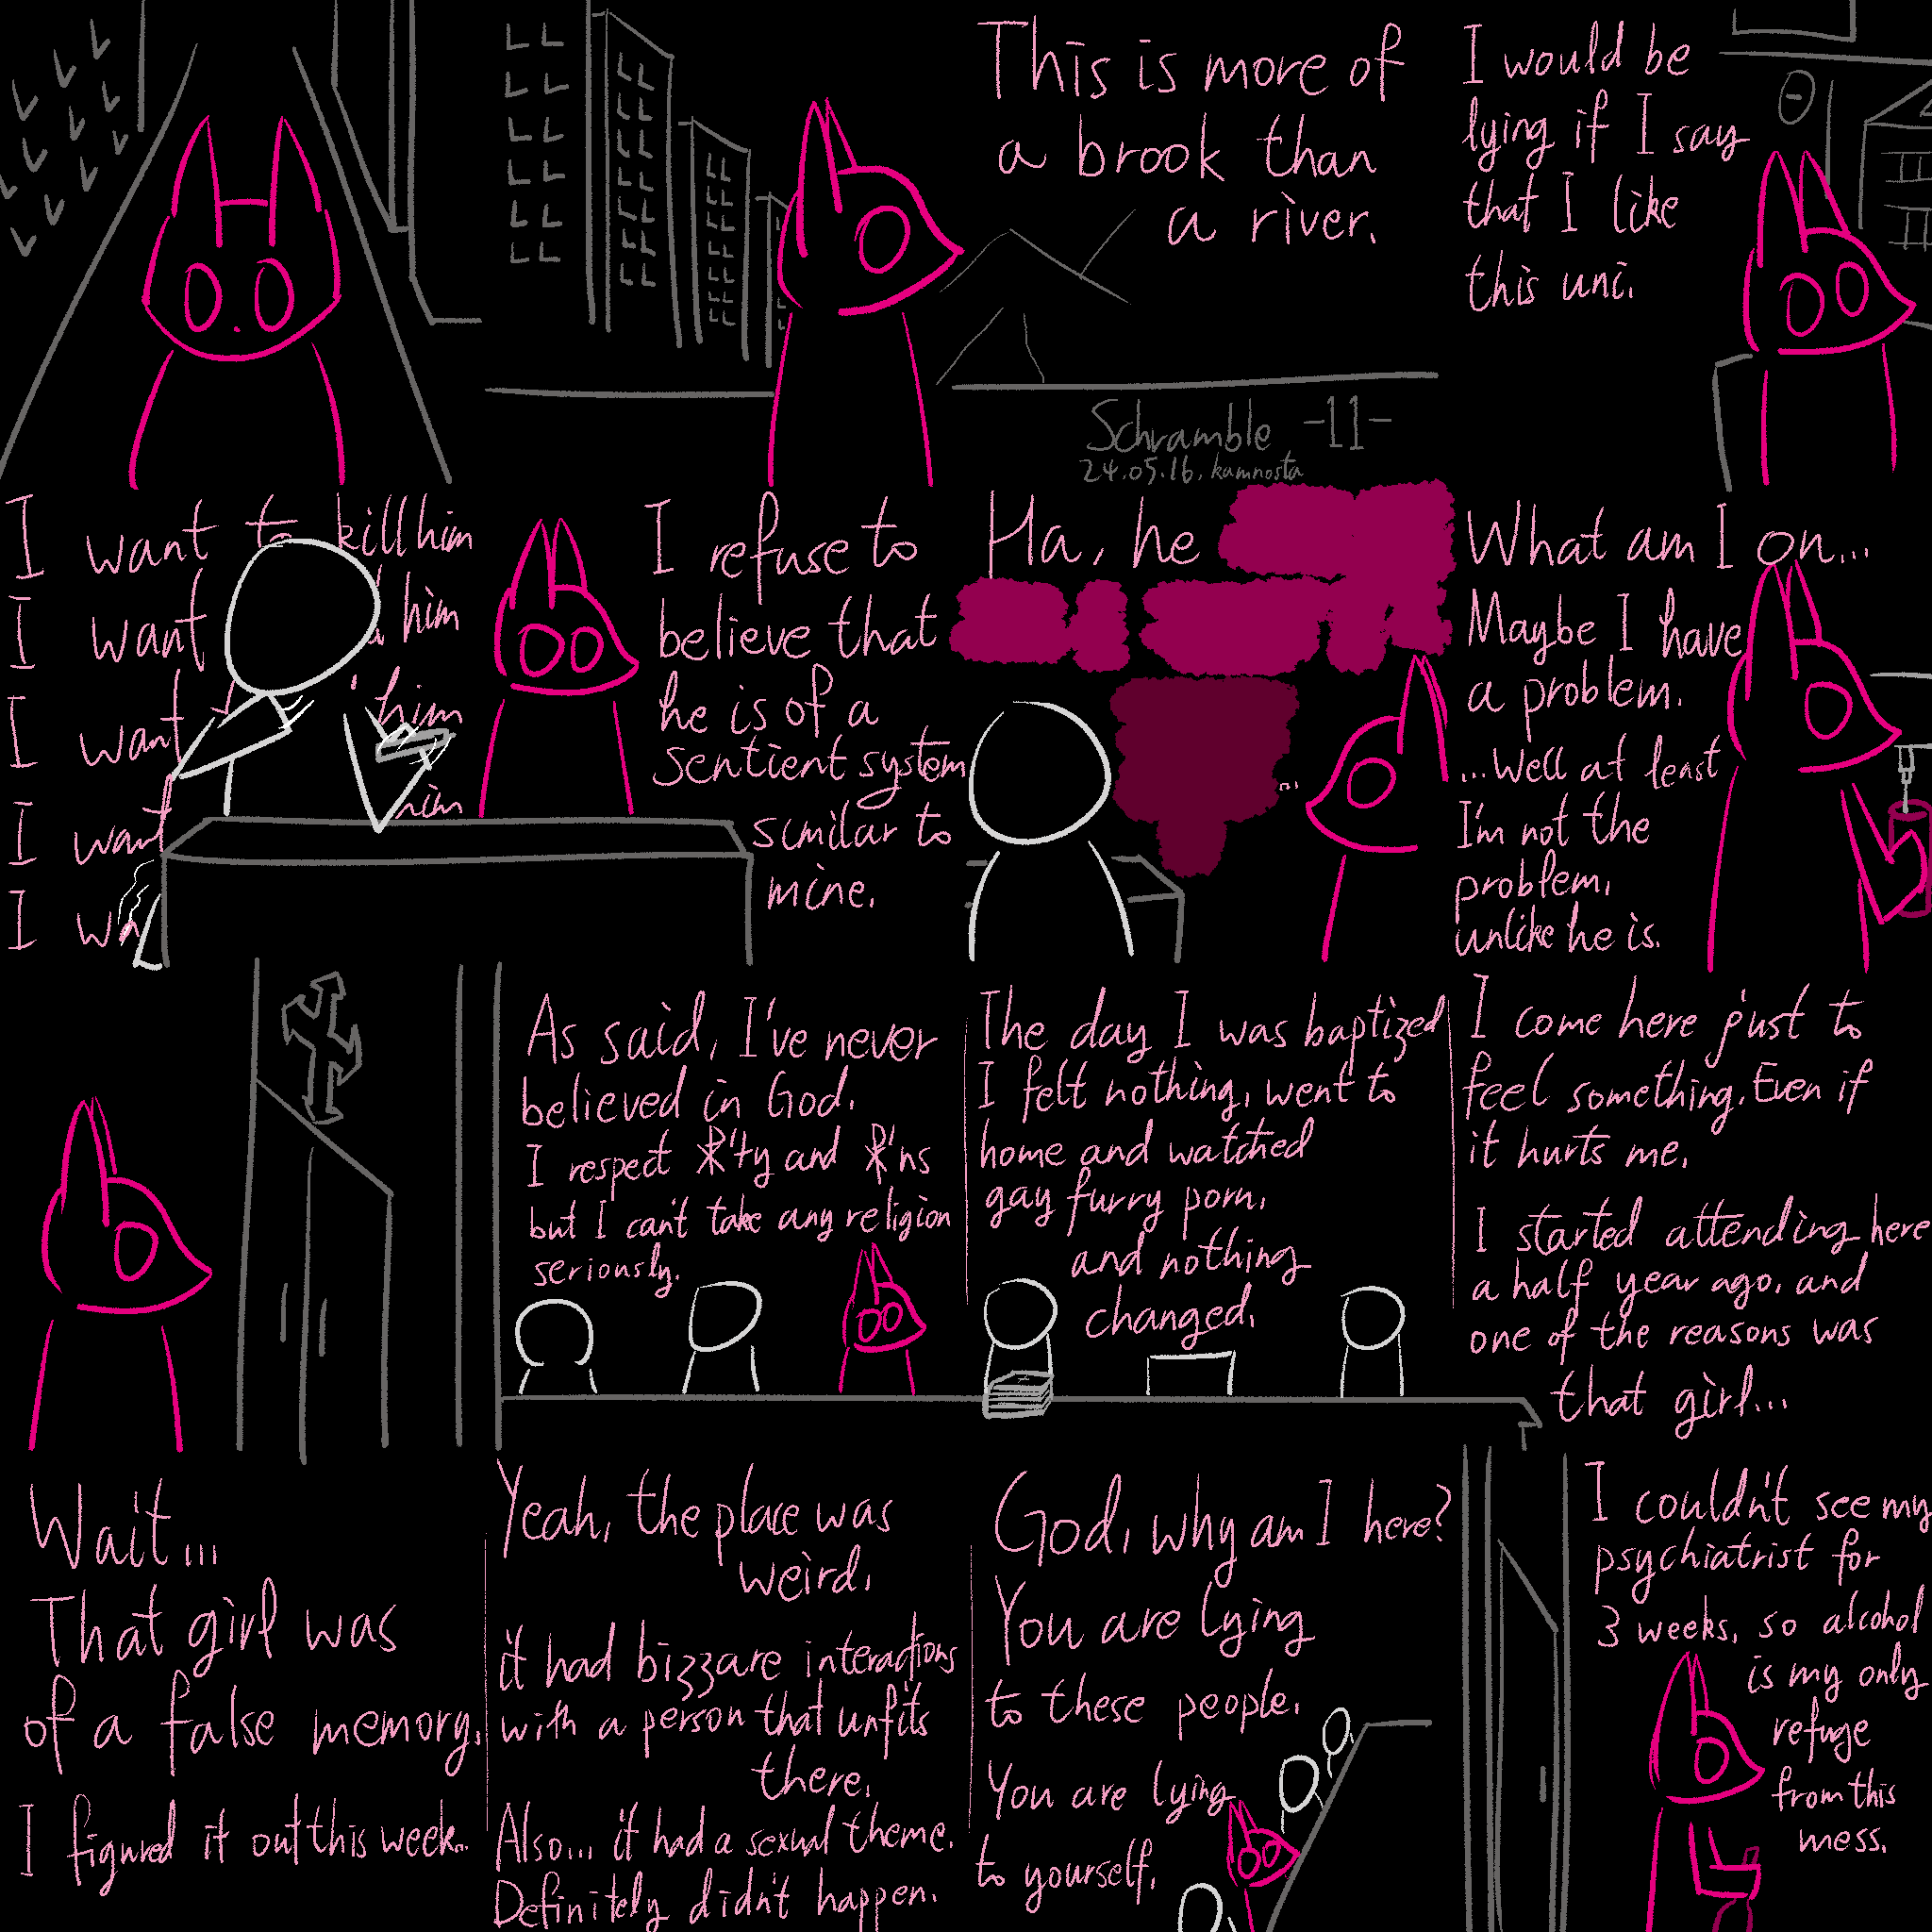 This is more of
a brook than
a river.
Schramble -11-
24.05.16. kamnosta
I would be
lying if I say
that I like
this uni.
I want to kill him
I want him
I want him
I want him
I wa
I refuse to
believe that
he is of a
sentient system
similar to
mine.
Ha, he
...
What am I on...
Maybe I have
a problem.
...Well at least
I'm not the
problem.
unlike he is.
As said, I've never
believed in God.
I respect ☧'ty and ☧'ns
but I can't take any religion
seriously.
The day I was baptized
I felt nothing, went to
home and watched
gay furry porn.
and nothing
changed.
I come here just to
feel something. Even if
it hurts me.
I started attending here
a half year ago. and
one of the reasons was
that girl...
Wait...
That girl was
of a false memory.
I figured it out this week..
Yeah, the place was
weird.
it had bizzare interactions
with a person that unfits
there.
Also... it had a sexual theme.
Definitely didn't happen.
God, why am I here?
You are lying
to these people.
You are lying
to yourself.
I couldn't see my
psychiatrist for
3 weeks, so alcohol
is my only
refuge
from this
mess.